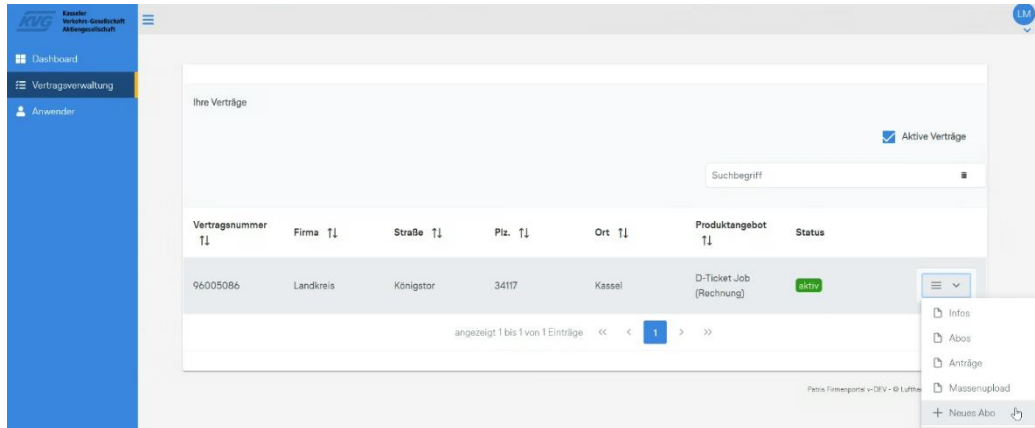 KVG Kasseler
Verkehrs-Gesellschaft
Aktiengesellschaft
LM
Dashboard
Vertragsverwaltung
Anwender
Ihre Verträge
Aktive Verträge
Suchbegriff
Vertragsnummer Firma Straße Plz. Ort Produktangebot Status
96005086 Landkreis Königstor 34117 Kassel D-Ticket Job (Rechnung) aktiv
angezeigt 1 bis 1 von 1 Einträge << < 1 > >>
Infos
Abos
Anträge
Massenupload
Neues Abo
Patris Firmenportal v-DEV - ©